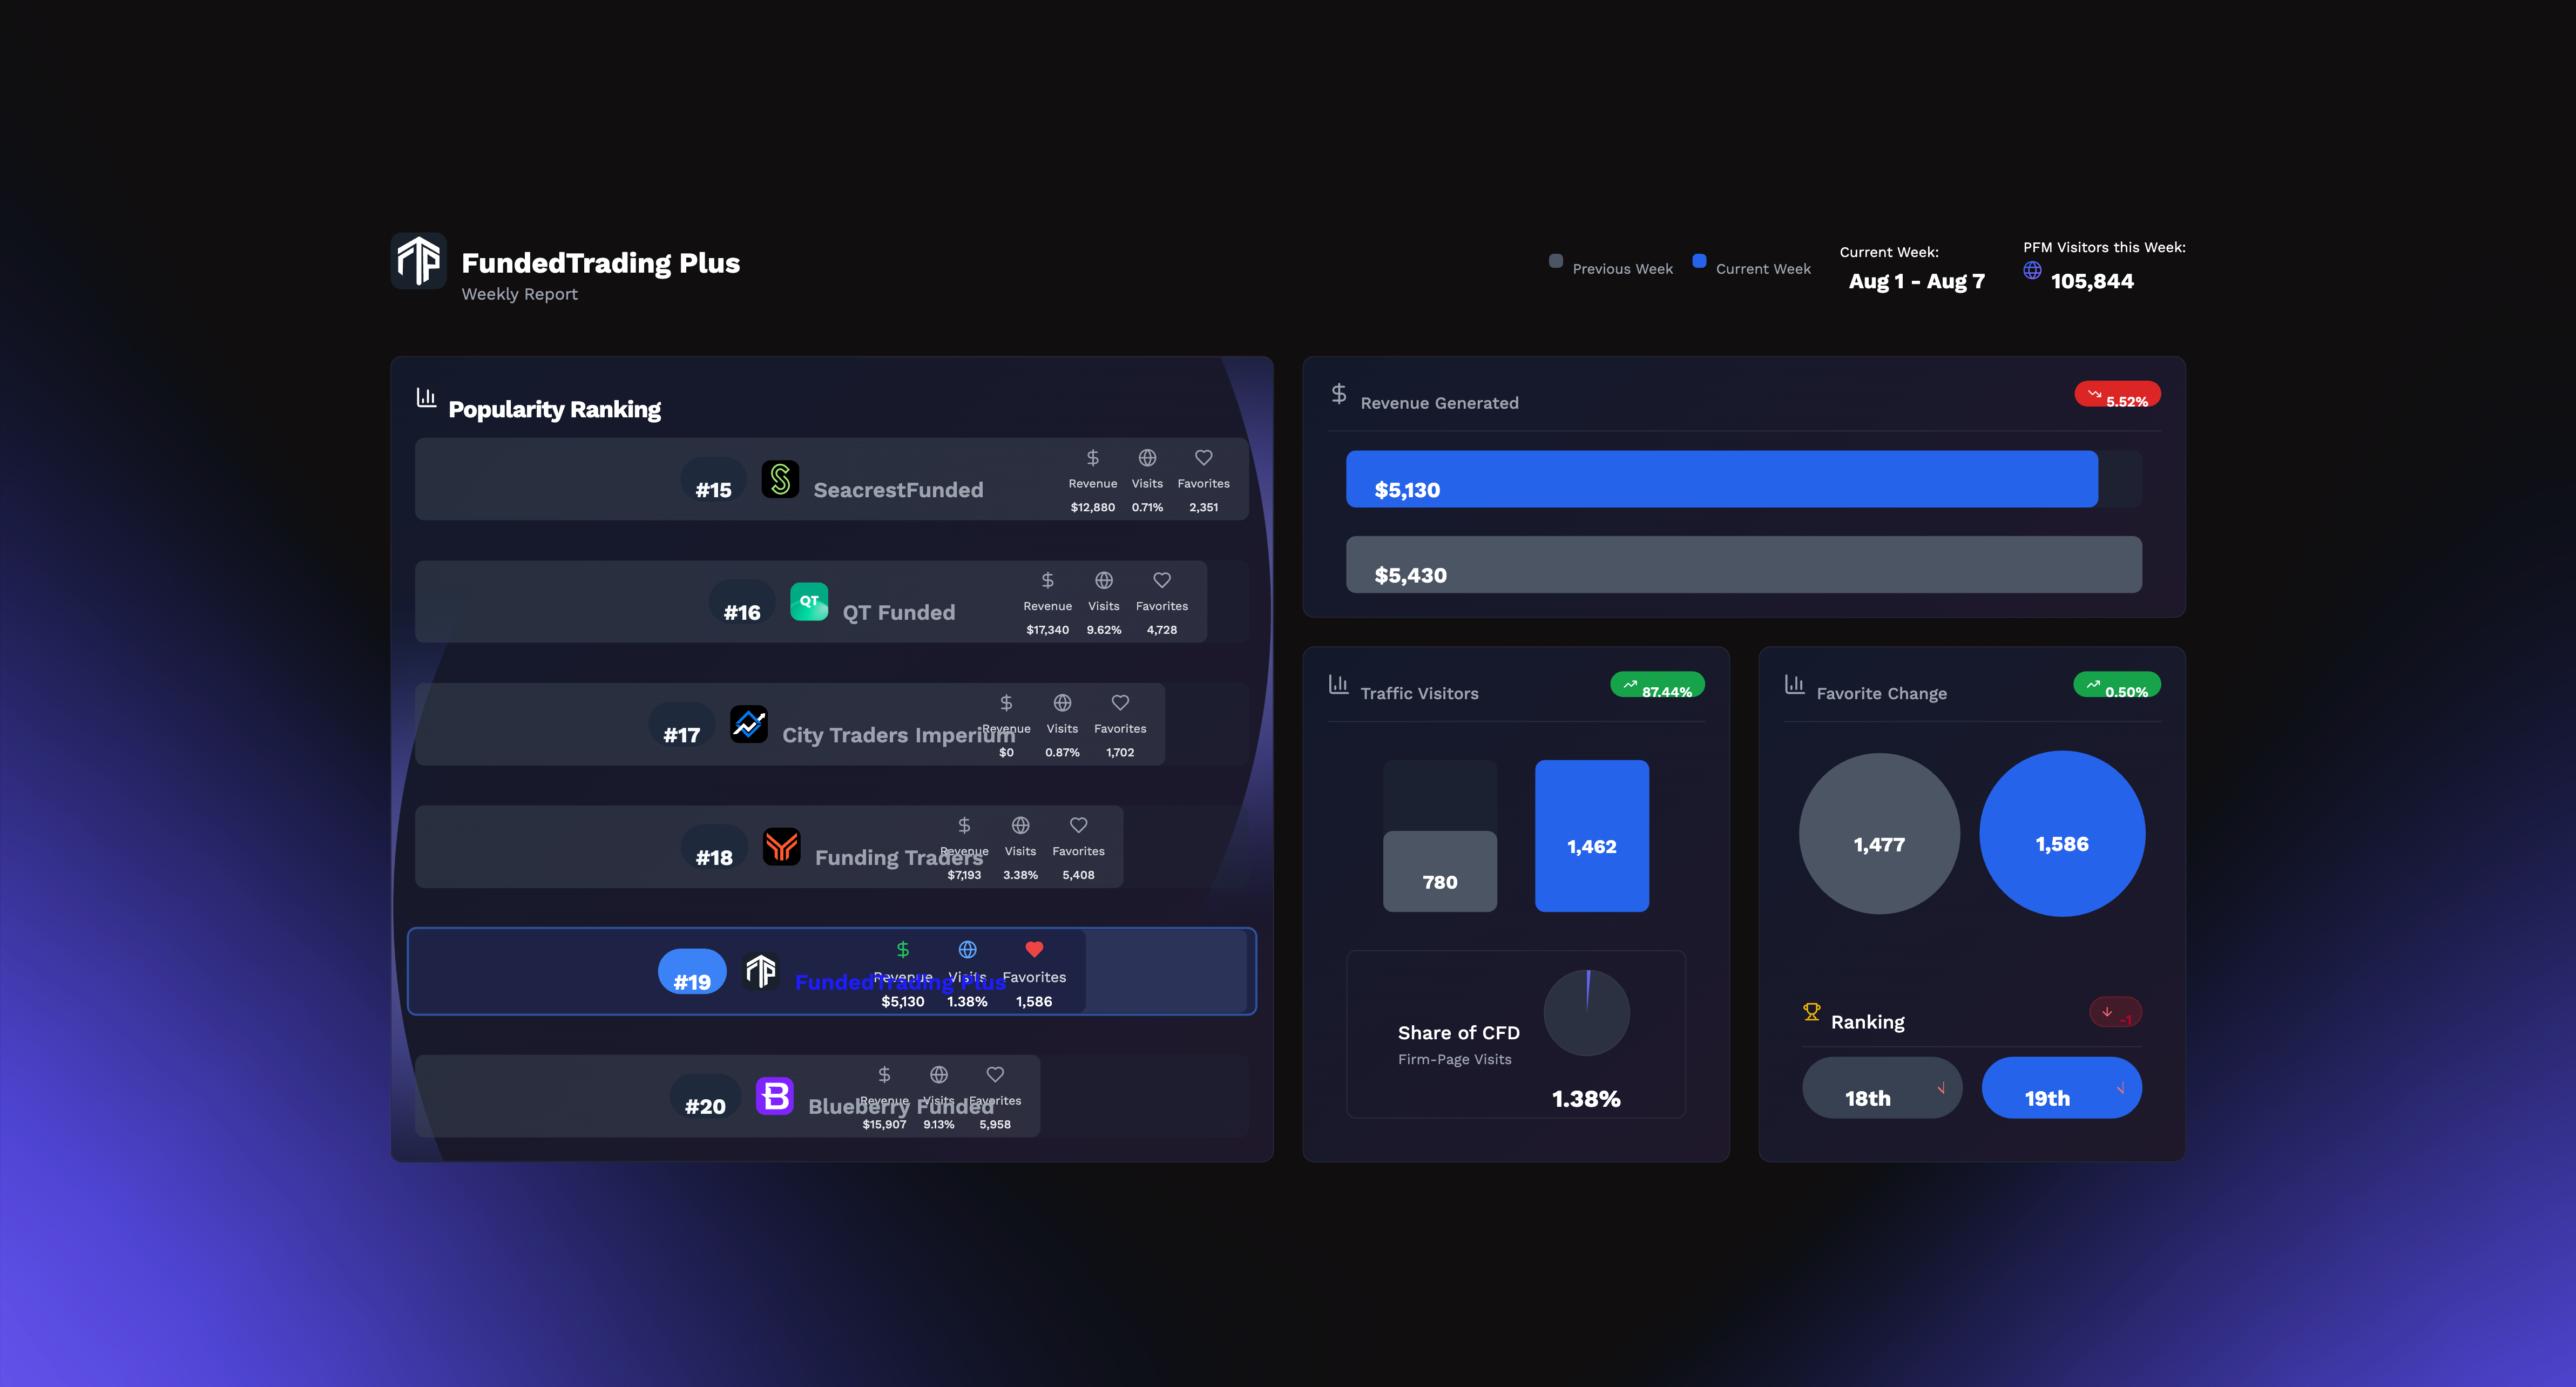 FundedTrading Plus
Weekly Report
Previous Week
Current Week
Current Week:
Aug 1 - Aug 7
PFM Visitors this Week:
105,844
Popularity Ranking
#15
SeacrestFunded
Revenue Visits Favorites
$12,880 0.71% 2,351
#16
QT
QT Funded
Revenue Visits Favorites
$17,340 9.62% 4,728
#17
City Traders Imperium
Revenue Visits Favorites
$0 0.87% 1,702
#18
Funding Traders
Revenue Visits Favorites
$7,193 3.38% 5,408
#19
FundedTrading Plus
Revenue Visits Favorites
$5,130 1.38% 1,586
#20
Blueberry Funded
Revenue Visits Favorites
$15,907 9.13% 5,958
Revenue Generated
5.52%
$5,130
$5,430
Traffic Visitors
87.44%
780
1,462
Share of CFD
Firm-Page Visits
1.38%
Favorite Change
0.50%
1,477
1,586
Ranking
-1
18th
19th